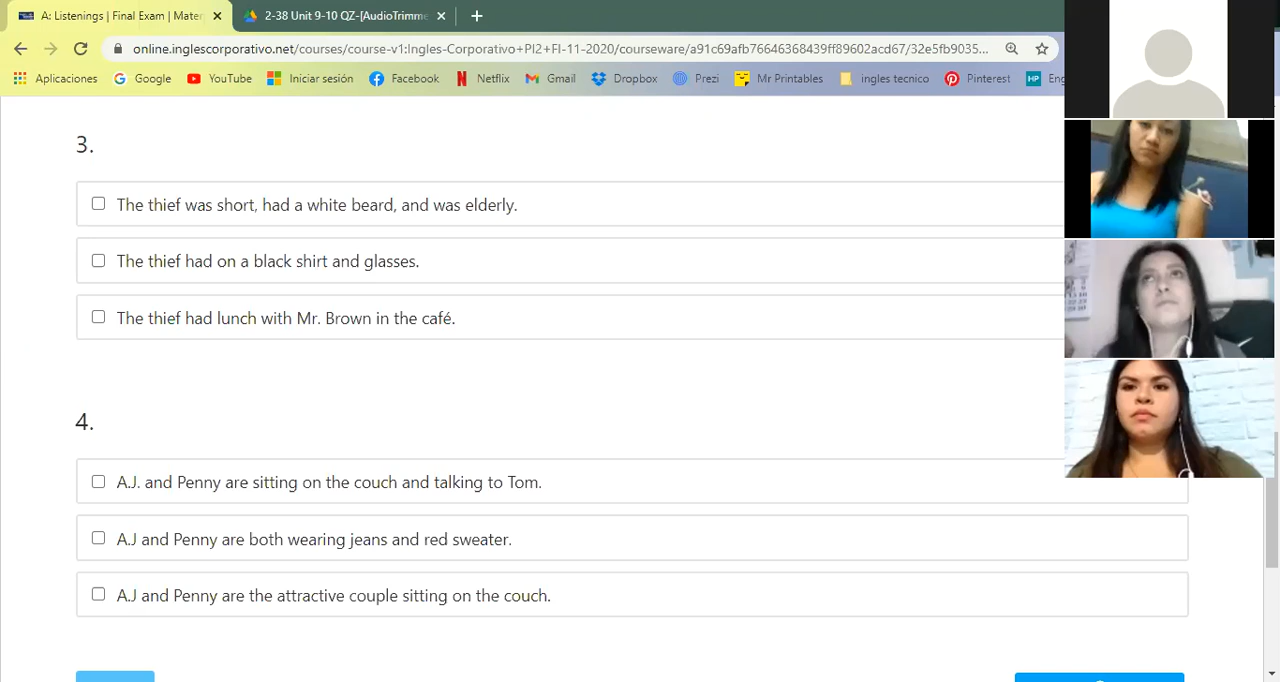 A: Listenings | Final Exam | Mater
2-38 Unit 9-10 QZ-[AudioTrimme
online.inglescorporativo.net/courses/course-v1:Ingles-Corporativo+PI2+FI-11-2020/courseware/a91c69afb76646368439ff89602acd67/32e5fb9035...
Aplicaciones Google YouTube Iniciar sesión Facebook Netflix Gmail Dropbox Prezi Mr Printables ingles tecnico Pinterest HP Eng
3.
The thief was short, had a white beard, and was elderly.
The thief had on a black shirt and glasses.
The thief had lunch with Mr. Brown in the café.
4.
A.J. and Penny are sitting on the couch and talking to Tom.
A.J and Penny are both wearing jeans and red sweater.
A.J and Penny are the attractive couple sitting on the couch.